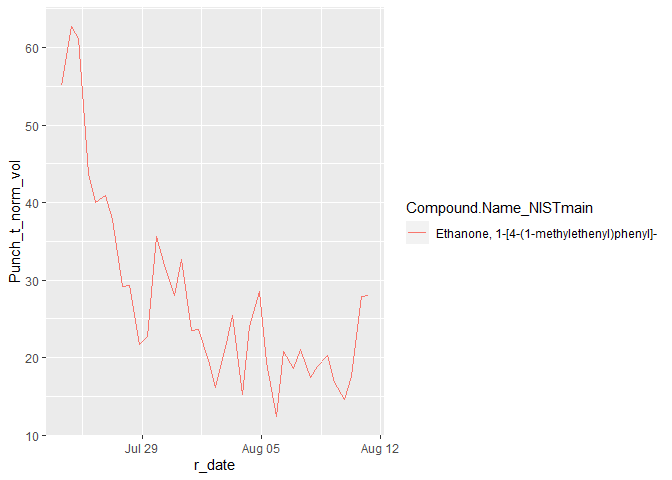 Punch_t_norm_vol
60
50
40
30
20
10
Jul 29
Aug 05
Aug 12
r_date
Compound.Name_NISTmain
Ethanone, 1-[4-(1-methylethenyl)phenyl]-